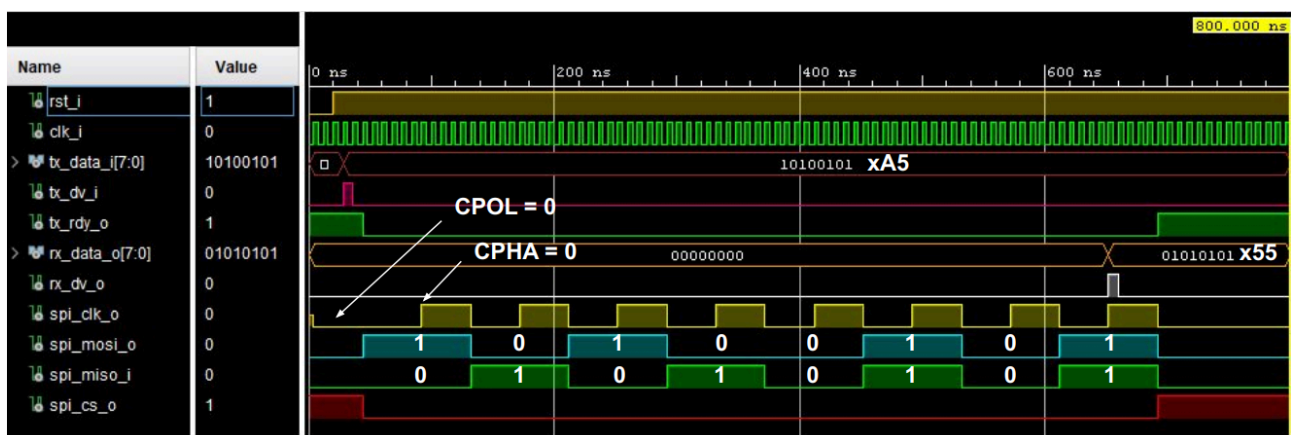 800.000 ns
Name Value
0 ns 200 ns 400 ns 600 ns
rst_i 1
clk_i 0
tx_data_i[7:0] 10100101 10100101 xA5
tx_dv_i 0
CPOL = 0
tx_rdy_o 1
rx_data_o[7:0] 01010101 CPHA = 0 00000000 01010101 x55
rx_dv_o 0
spi_clk_o 0
spi_mosi_o 0 1 0 1 0 0 1 0 1
spi_miso_i 0 0 1 0 1 0 1 0 1
spi_cs_o 1